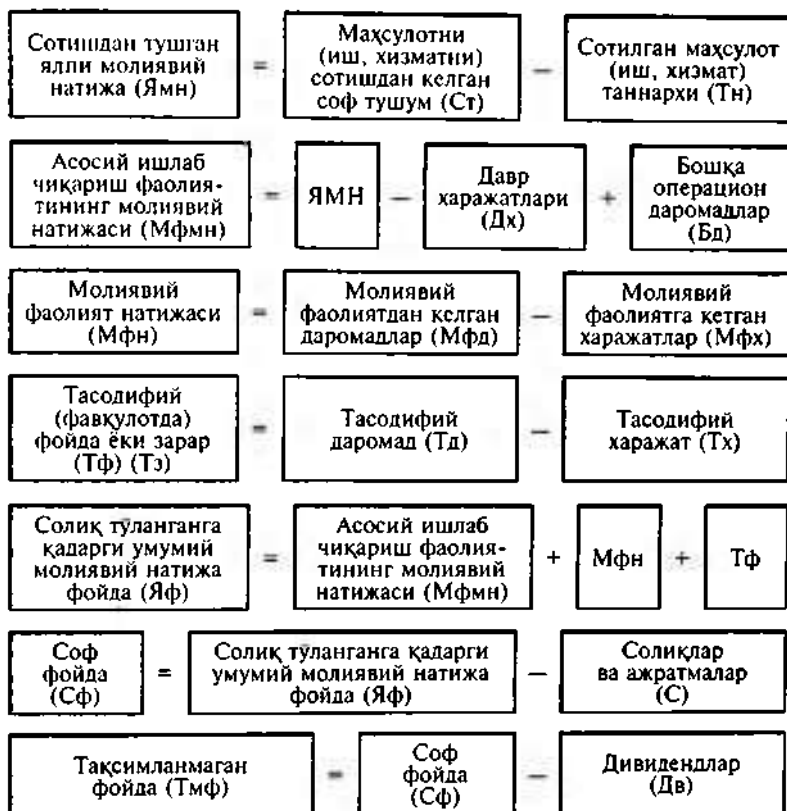 Сотишдан тушган
ялпи молиявий
натижа (Ямн)
=
Маҳсулотни
(иш, хизматни)
сотишдан келган
соф тушум (Ст)
−
Сотилган маҳсулот
(иш, хизмат)
таннархи (Тн)
Асосий ишлаб
чиқариш фаолия-
тининг молиявий
натижаси (Мфмн)
=
ЯМН
−
Давр
харажатлари
(Дх)
+
Бошқа
операцион
даромадлар
(Бд)
Молиявий
фаолият натижаси
(Мфн)
=
Молиявий
фаолиятдан келган
даромадлар (Мфд)
−
Молиявий
фаолиятга кетган
харажатлар (Мфх)
Тасодифий
(фавқулотда)
фойда ёки зарар
(Тф) (Тз)
=
Тасодифий
даромад (Тд)
−
Тасодифий
харажат (Тх)
Солиқ туланганга
қадарги умумий
молиявий натижа
фойда (Яф)
=
Асосий ишлаб
чиқариш фаолия-
тининг молиявий
натижаси (Мфмн)
+
Мфн
+
Тф
Соф
фойда
(Сф)
=
Солиқ туланганга қадарги
умумий молиявий натижа
фойда (Яф)
−
Солиқлар
ва ажратмалар
(С)
Тақсимланмаган
фойда (Тмф)
=
Соф
фойда
(Сф)
−
Дивидендлар
(Дв)